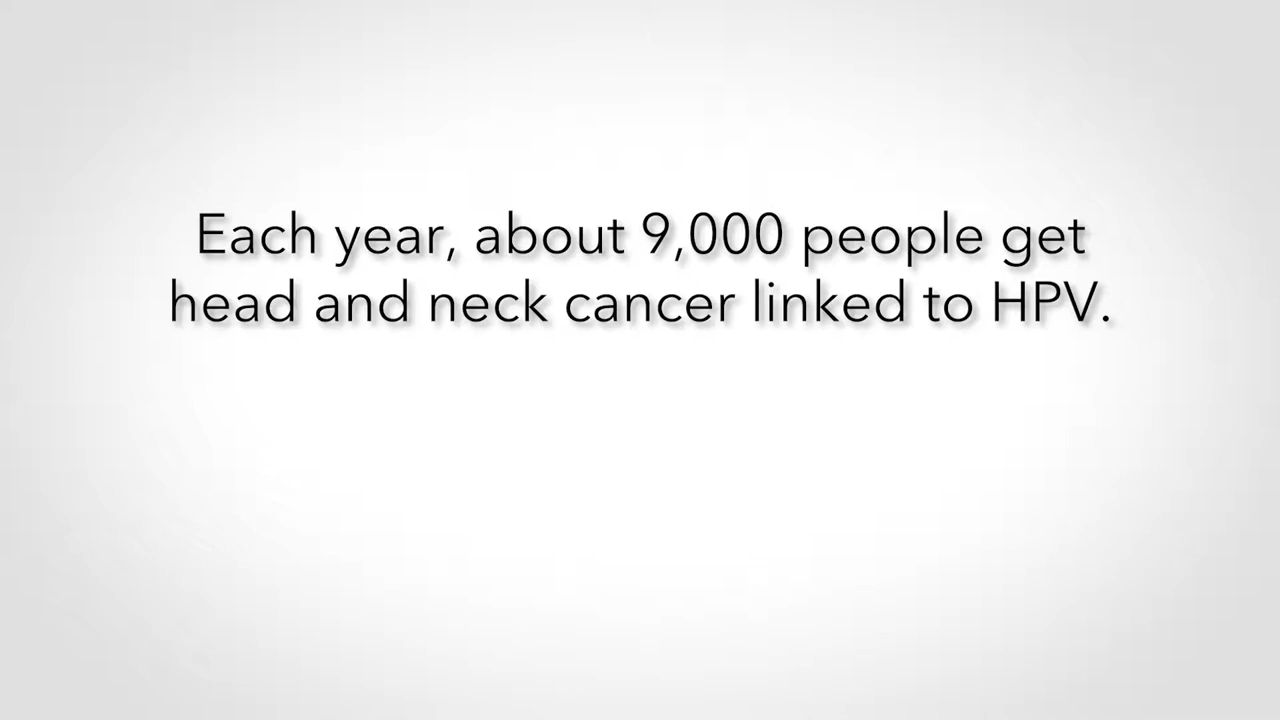 Each year, about 9,000 people get
head and neck cancer linked to HPV.